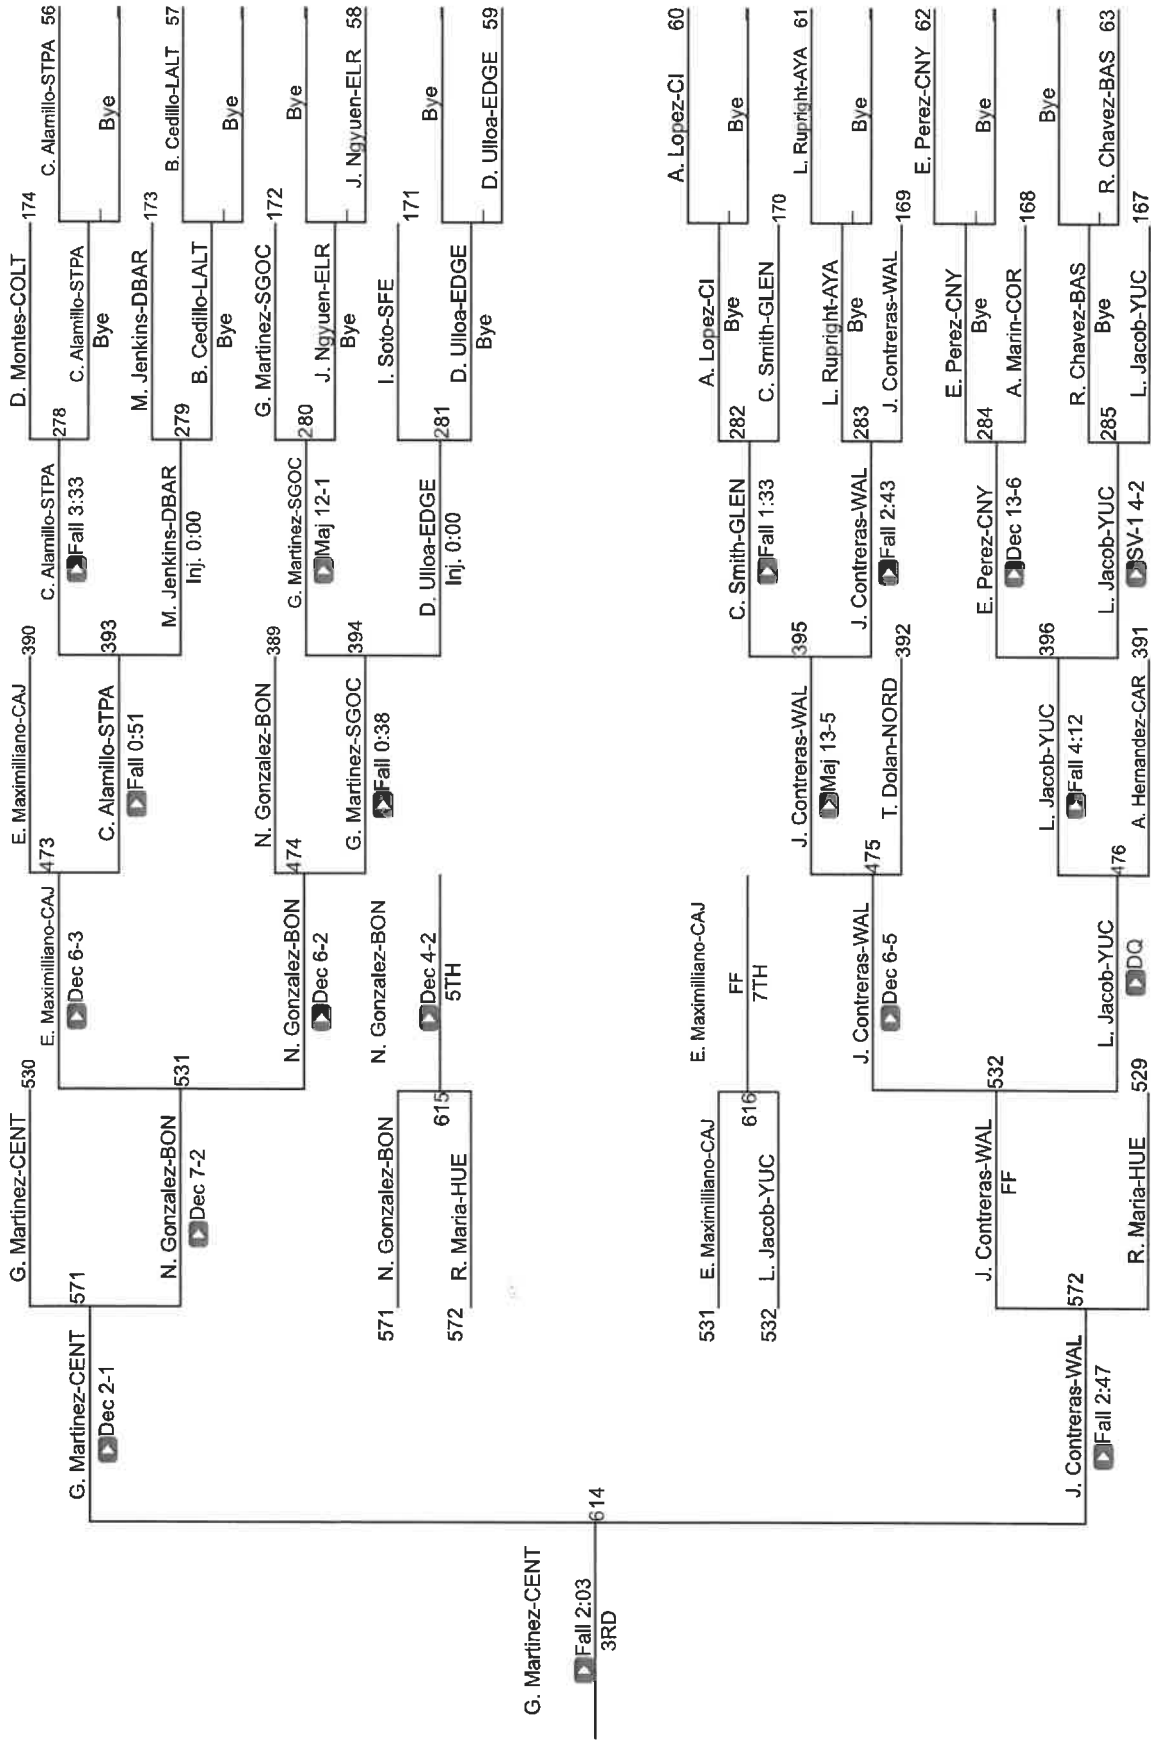 G. Martinez-CENT
Fall 2:03
3RD
614
G. Martinez-CENT
Dec 2-1
J. Contreras-WAL
Fall 2:47
571
572
G. Martinez-CENT 530
N. Gonzalez-BON
Dec 7-2
571 N. Gonzalez-BON
572 R. Maria-HUE
531 E. Maximilliano-CAJ
532 L. Jacob-YUC
J. Contreras-WAL
FF
R. Maria-HUE 529
531
615
616
532
E. Maximilliano-CAJ
Dec 6-3
N. Gonzalez-BON
Dec 6-2
N. Gonzalez-BON
Dec 4-2
5TH
E. Maximilliano-CAJ
FF
7TH
J. Contreras-WAL
Dec 6-5
L. Jacob-YUC
DQ
473
474
475
476
E. Maximilliano-CAJ 390
C. Alamillo-STPA
Fall 0:51
N. Gonzalez-BON 389
G. Martinez-SGOC
Fall 0:38
J. Contreras-WAL
Maj 13-5
T. Dolan-NORD 392
L. Jacob-YUC
Fall 4:12
A. Hernandez-CAR 391
393
394
395
396
C. Alamillo-STPA
Fall 3:33
M. Jenkins-DBAR
Inj. 0:00
G. Martinez-SGOC
Maj 12-1
D. Ulloa-EDGE
Inj. 0:00
C. Smith-GLEN
Fall 1:33
J. Contreras-WAL
Fall 2:43
E. Perez-CNY
Dec 13-6
L. Jacob-YUC
SV-1 4-2
278
279
280
281
282
283
284
285
D. Montes-COLT 174
C. Alamillo-STPA
Bye
M. Jenkins-DBAR 173
B. Cedillo-LALT
Bye
G. Martinez-SGOC 172
J. Ngyuen-ELR
Bye
I. Soto-SFE 171
D. Ulloa-EDGE
Bye
A. Lopez-CI
Bye
C. Smith-GLEN 170
L. Rupright-AYA
Bye
J. Contreras-WAL 169
E. Perez-CNY
Bye
A. Marin-COR 168
R. Chavez-BAS
Bye
L. Jacob-YUC 167
C. Alamillo-STPA 56
Bye
B. Cedillo-LALT 57
Bye
Bye
J. Ngyuen-ELR 58
Bye
D. Ulloa-EDGE 59
A. Lopez-CI 60
Bye
L. Rupright-AYA 61
Bye
E. Perez-CNY 62
Bye
Bye
R. Chavez-BAS 63